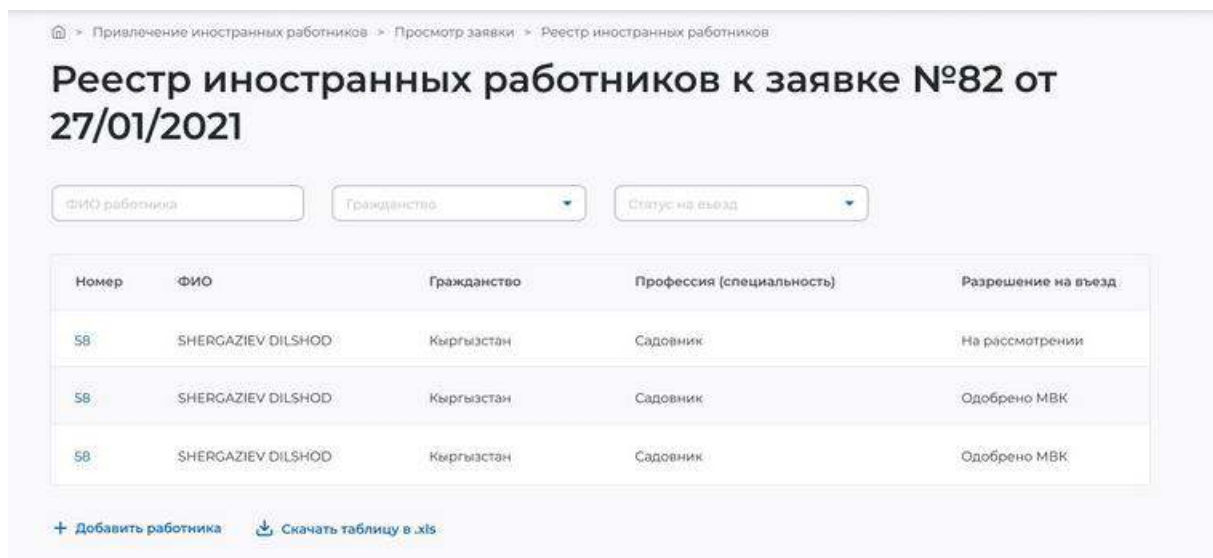 > Привлечение иностранных работников > Просмотр заявки > Реестр иностранных работников
Реестр иностранных работников к заявке №82 от
27/01/2021
ФИО работника Гражданство Статус на въезд
Номер ФИО Гражданство Профессия (специальность) Разрешение на въезд
58 SHERGAZIEV DILSHOD Кыргызстан Садовник На рассмотрении
58 SHERGAZIEV DILSHOD Кыргызстан Садовник Одобрено МВК
58 SHERGAZIEV DILSHOD Кыргызстан Садовник Одобрено МВК
+ Добавить работника Скачать таблицу в .xls